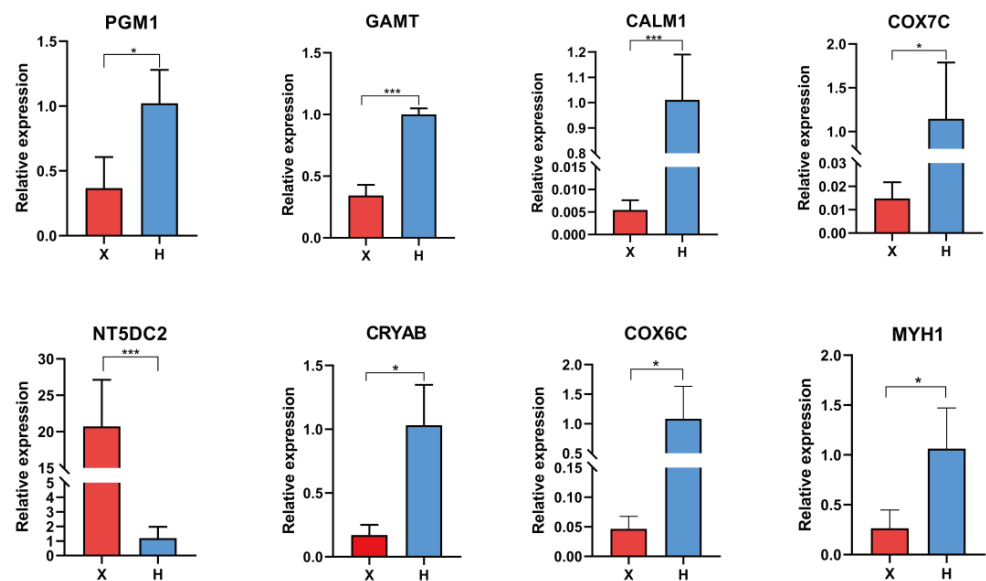 PGM1
Relative expression
1.5
1.0
0.5
0.0
*
X H
GAMT
Relative expression
1.5
1.0
0.5
0.0
***
X H
CALM1
Relative expression
1.2
1.1
1.0
0.9
0.8
0.015
0.010
0.005
0.000
***
X H
COX7C
Relative expression
2.0
1.5
1.0
0.03
0.02
0.01
0.00
*
X H
NT5DC2
Relative expression
30
25
20
15
5
4
3
2
1
0
***
X H
CRYAB
Relative expression
1.5
1.0
0.5
0.0
*
X H
COX6C
Relative expression
2.0
1.5
1.0
0.5
0.15
0.10
0.05
0.00
*
X H
MYH1
Relative expression
2.0
1.5
1.0
0.5
0.0
*
X H